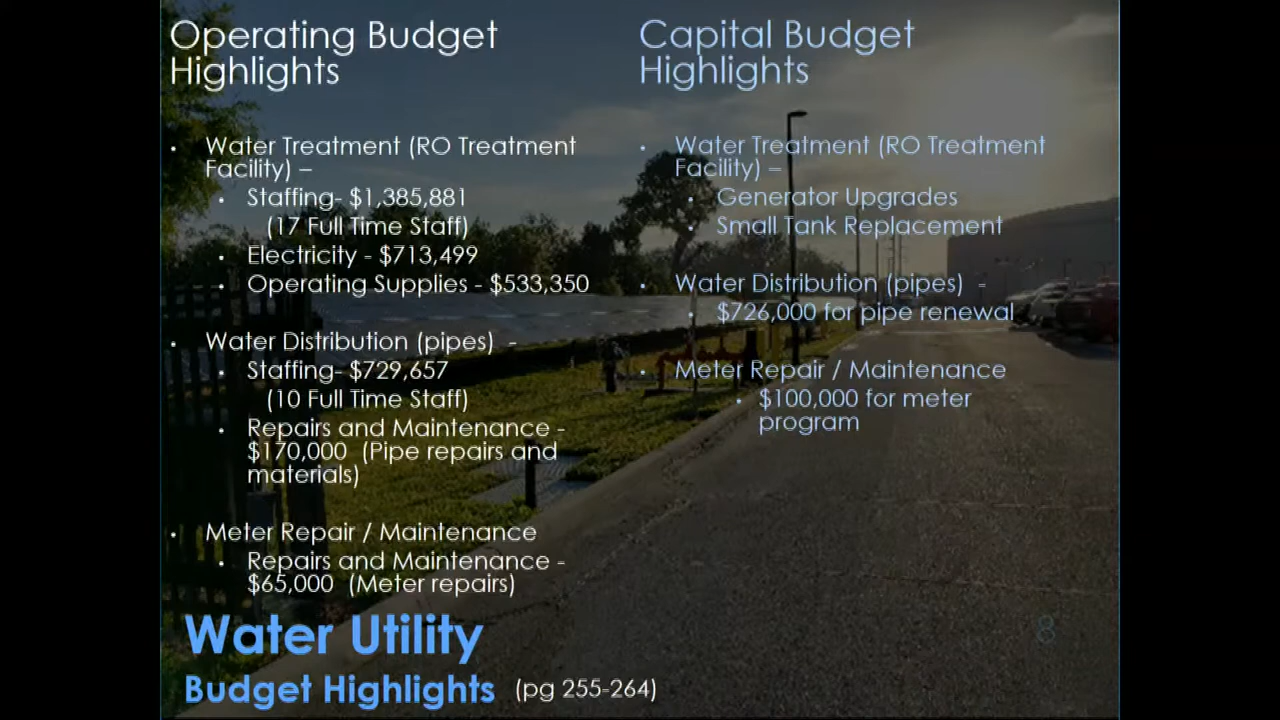 Operating Budget
Highlights
• Water Treatment (RO Treatment
Facility) –
• Staffing- $1,385,881
(17 Full Time Staff)
• Electricity - $713,499
• Operating Supplies - $533,350
• Water Distribution (pipes) -
• Staffing- $729,657
(10 Full Time Staff)
• Repairs and Maintenance -
$170,000 (Pipe repairs and
materials)
• Meter Repair / Maintenance
• Repairs and Maintenance -
$65,000 (Meter repairs)
Capital Budget
Highlights
• Water Treatment (RO Treatment
Facility) –
• Generator Upgrades
• Small Tank Replacement
• Water Distribution (pipes) -
• $726,000 for pipe renewal
• Meter Repair / Maintenance
• $100,000 for meter
program
Water Utility
Budget Highlights (pg 255-264)
8